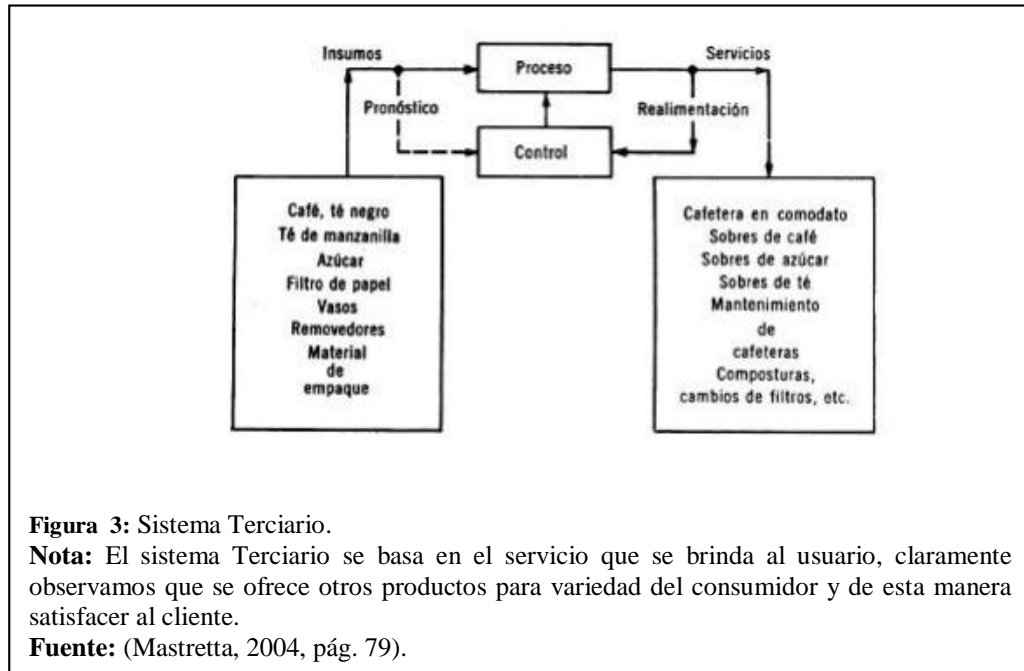 Insumos
Proceso
Servicios
Pronóstico
Realimentación
Control
Café, té negro
Té de manzanilla
Azúcar
Filtro de papel
Vasos
Removedores
Material
de
empaque
Cafetera en comodato
Sobres de café
Sobres de azúcar
Sobres de té
Mantenimiento
de
cafeteras
Composturas,
cambios de filtros, etc.
Figura 3: Sistema Terciario.
Nota: El sistema Terciario se basa en el servicio que se brinda al usuario, claramente
observamos que se ofrece otros productos para variedad del consumidor y de esta manera
satisfacer al cliente.
Fuente: (Mastretta, 2004, pág. 79).